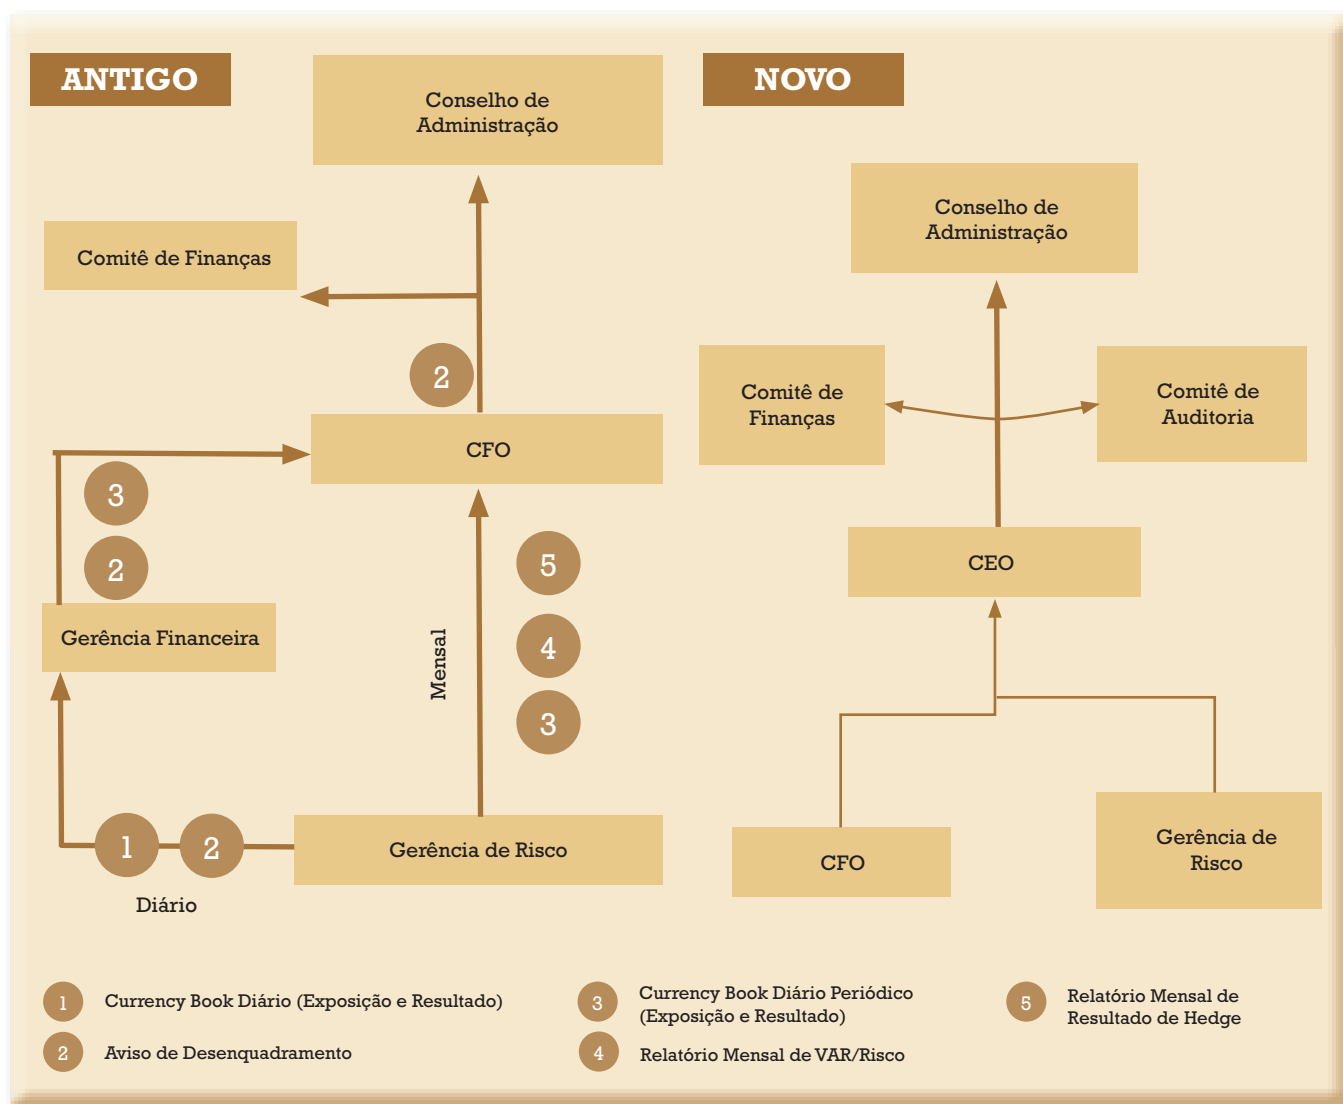 ANTIGO
Conselho de
Administração
Comitê de Finanças
2
CFO
3
2
Gerência Financeira
5
4
3
Mensal
1
2
Gerência de Risco
Diário
NOVO
Conselho de
Administração
Comitê de
Finanças
Comitê de
Auditoria
CEO
CFO
Gerência de
Risco
1 Currency Book Diário (Exposição e Resultado)
2 Aviso de Desenquadramento
3 Currency Book Diário Periódico
(Exposição e Resultado)
4 Relatório Mensal de VAR/Risco
5 Relatório Mensal de
Resultado de Hedge